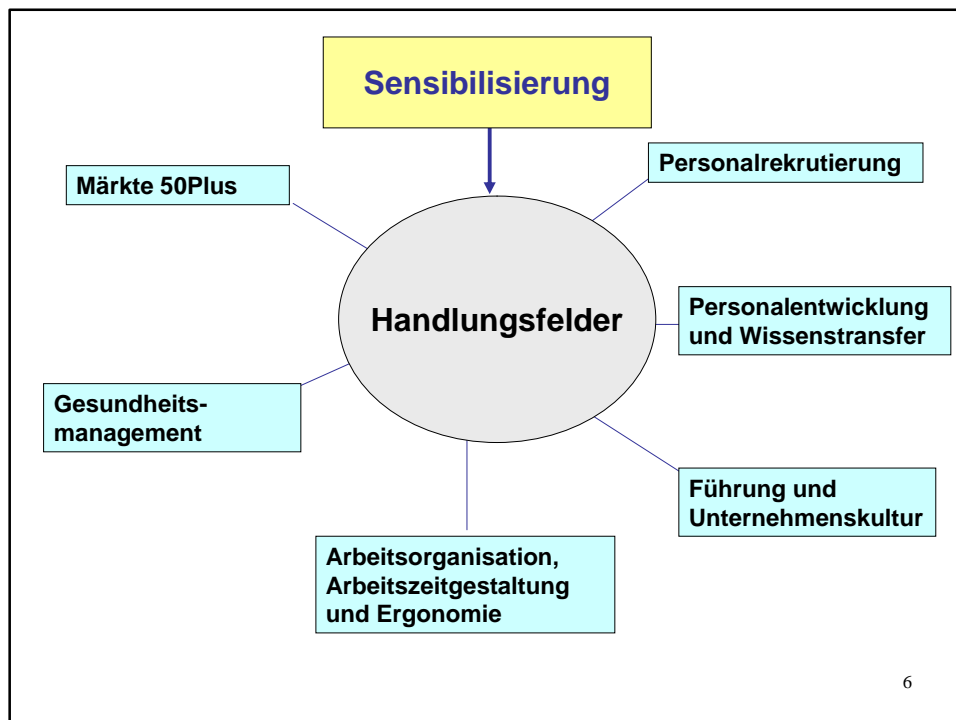 Sensibilisierung
Märkte 50Plus
Personalrekrutierung
Handlungsfelder
Personalentwicklung
und Wissenstransfer
Gesundheits-
management
Führung und
Unternehmenskultur
Arbeitsorganisation,
Arbeitszeitgestaltung
und Ergonomie
6